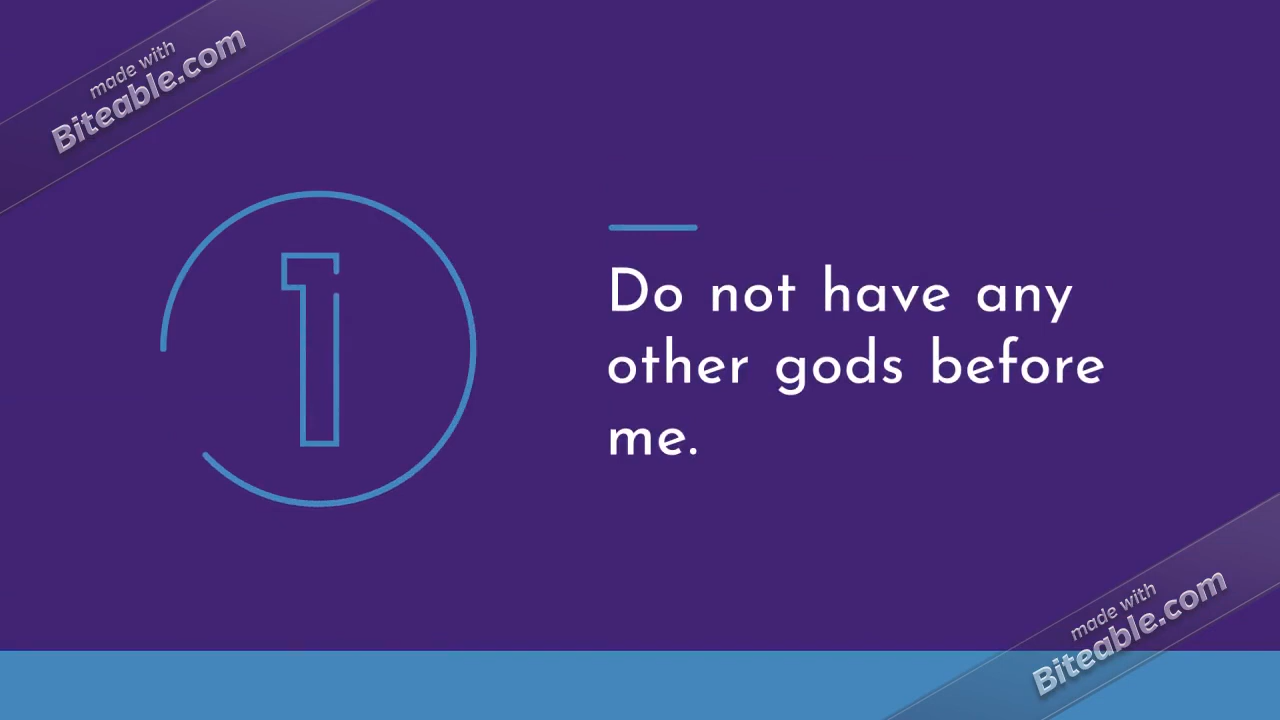 made with
Biteable.com
1
Do not have any
other gods before
me.
made with
Biteable.com